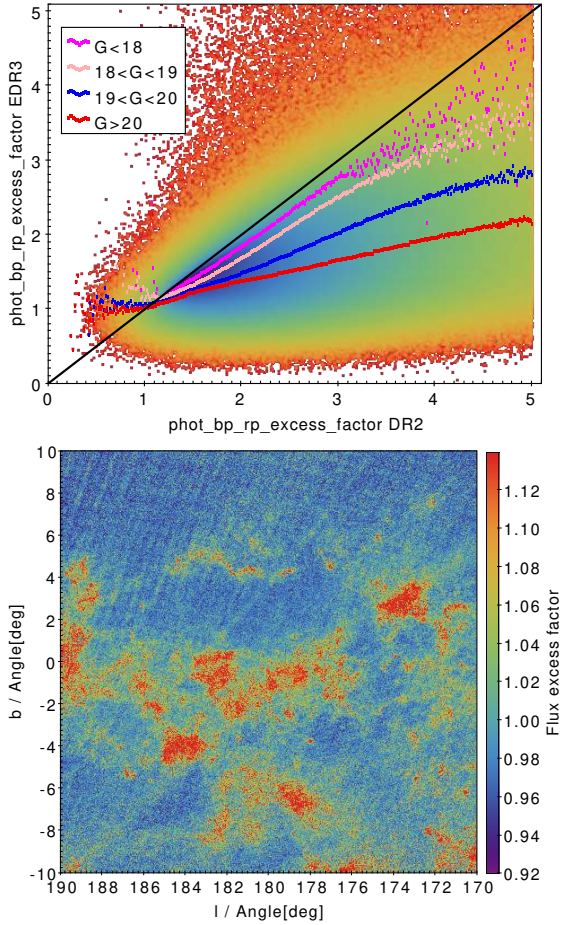 phot_bp_rp_excess_factor EDR3
5
4
3
2
1
0
G<18
18<G<19
19<G<20
G>20
0 1 2 3 4 5
phot_bp_rp_excess_factor DR2
b / Angle[deg]
10
8
6
4
2
0
-2
-4
-6
-8
-10
190 188 186 184 182 180 178 176 174 172 170
l / Angle[deg]
1.12
1.10
1.08
1.06
1.04
1.02
1.00
0.98
0.96
0.94
0.92
Flux excess factor